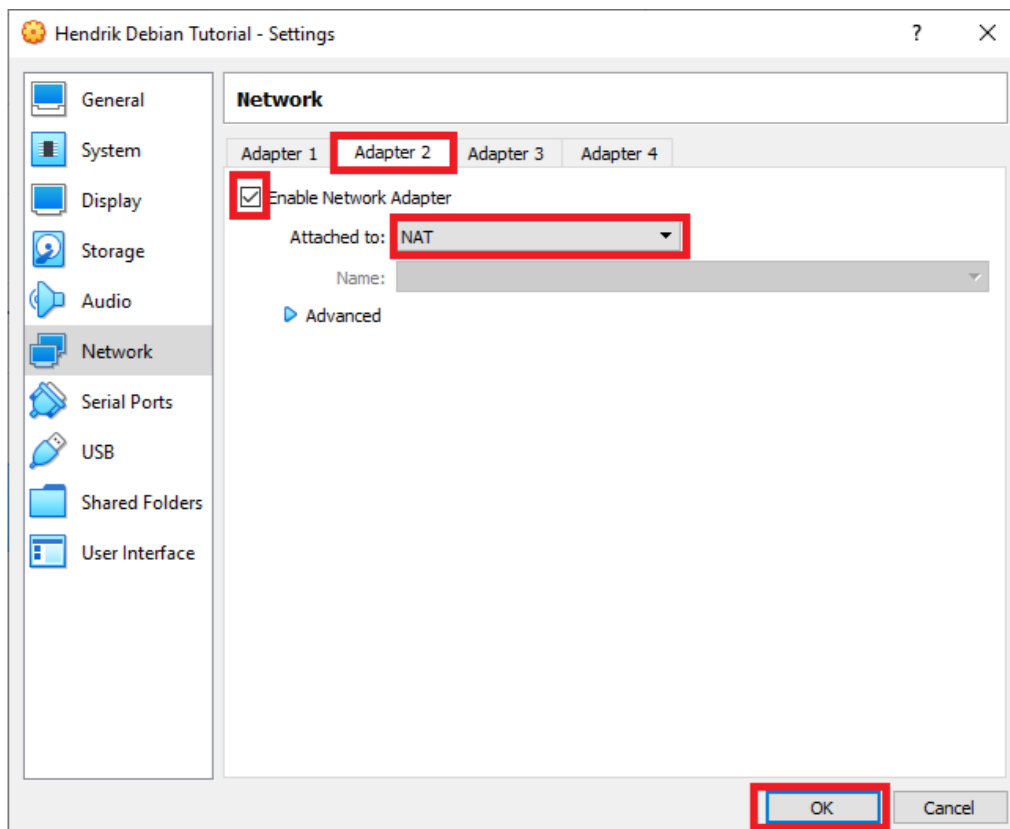 Hendrik Debian Tutorial - Settings
?
General
System
Display
Storage
Audio
Network
Serial Ports
USB
Shared Folders
User Interface
Network
Adapter 1 Adapter 2 Adapter 3 Adapter 4
Enable Network Adapter
Attached to: NAT
Name:
Advanced
OK Cancel